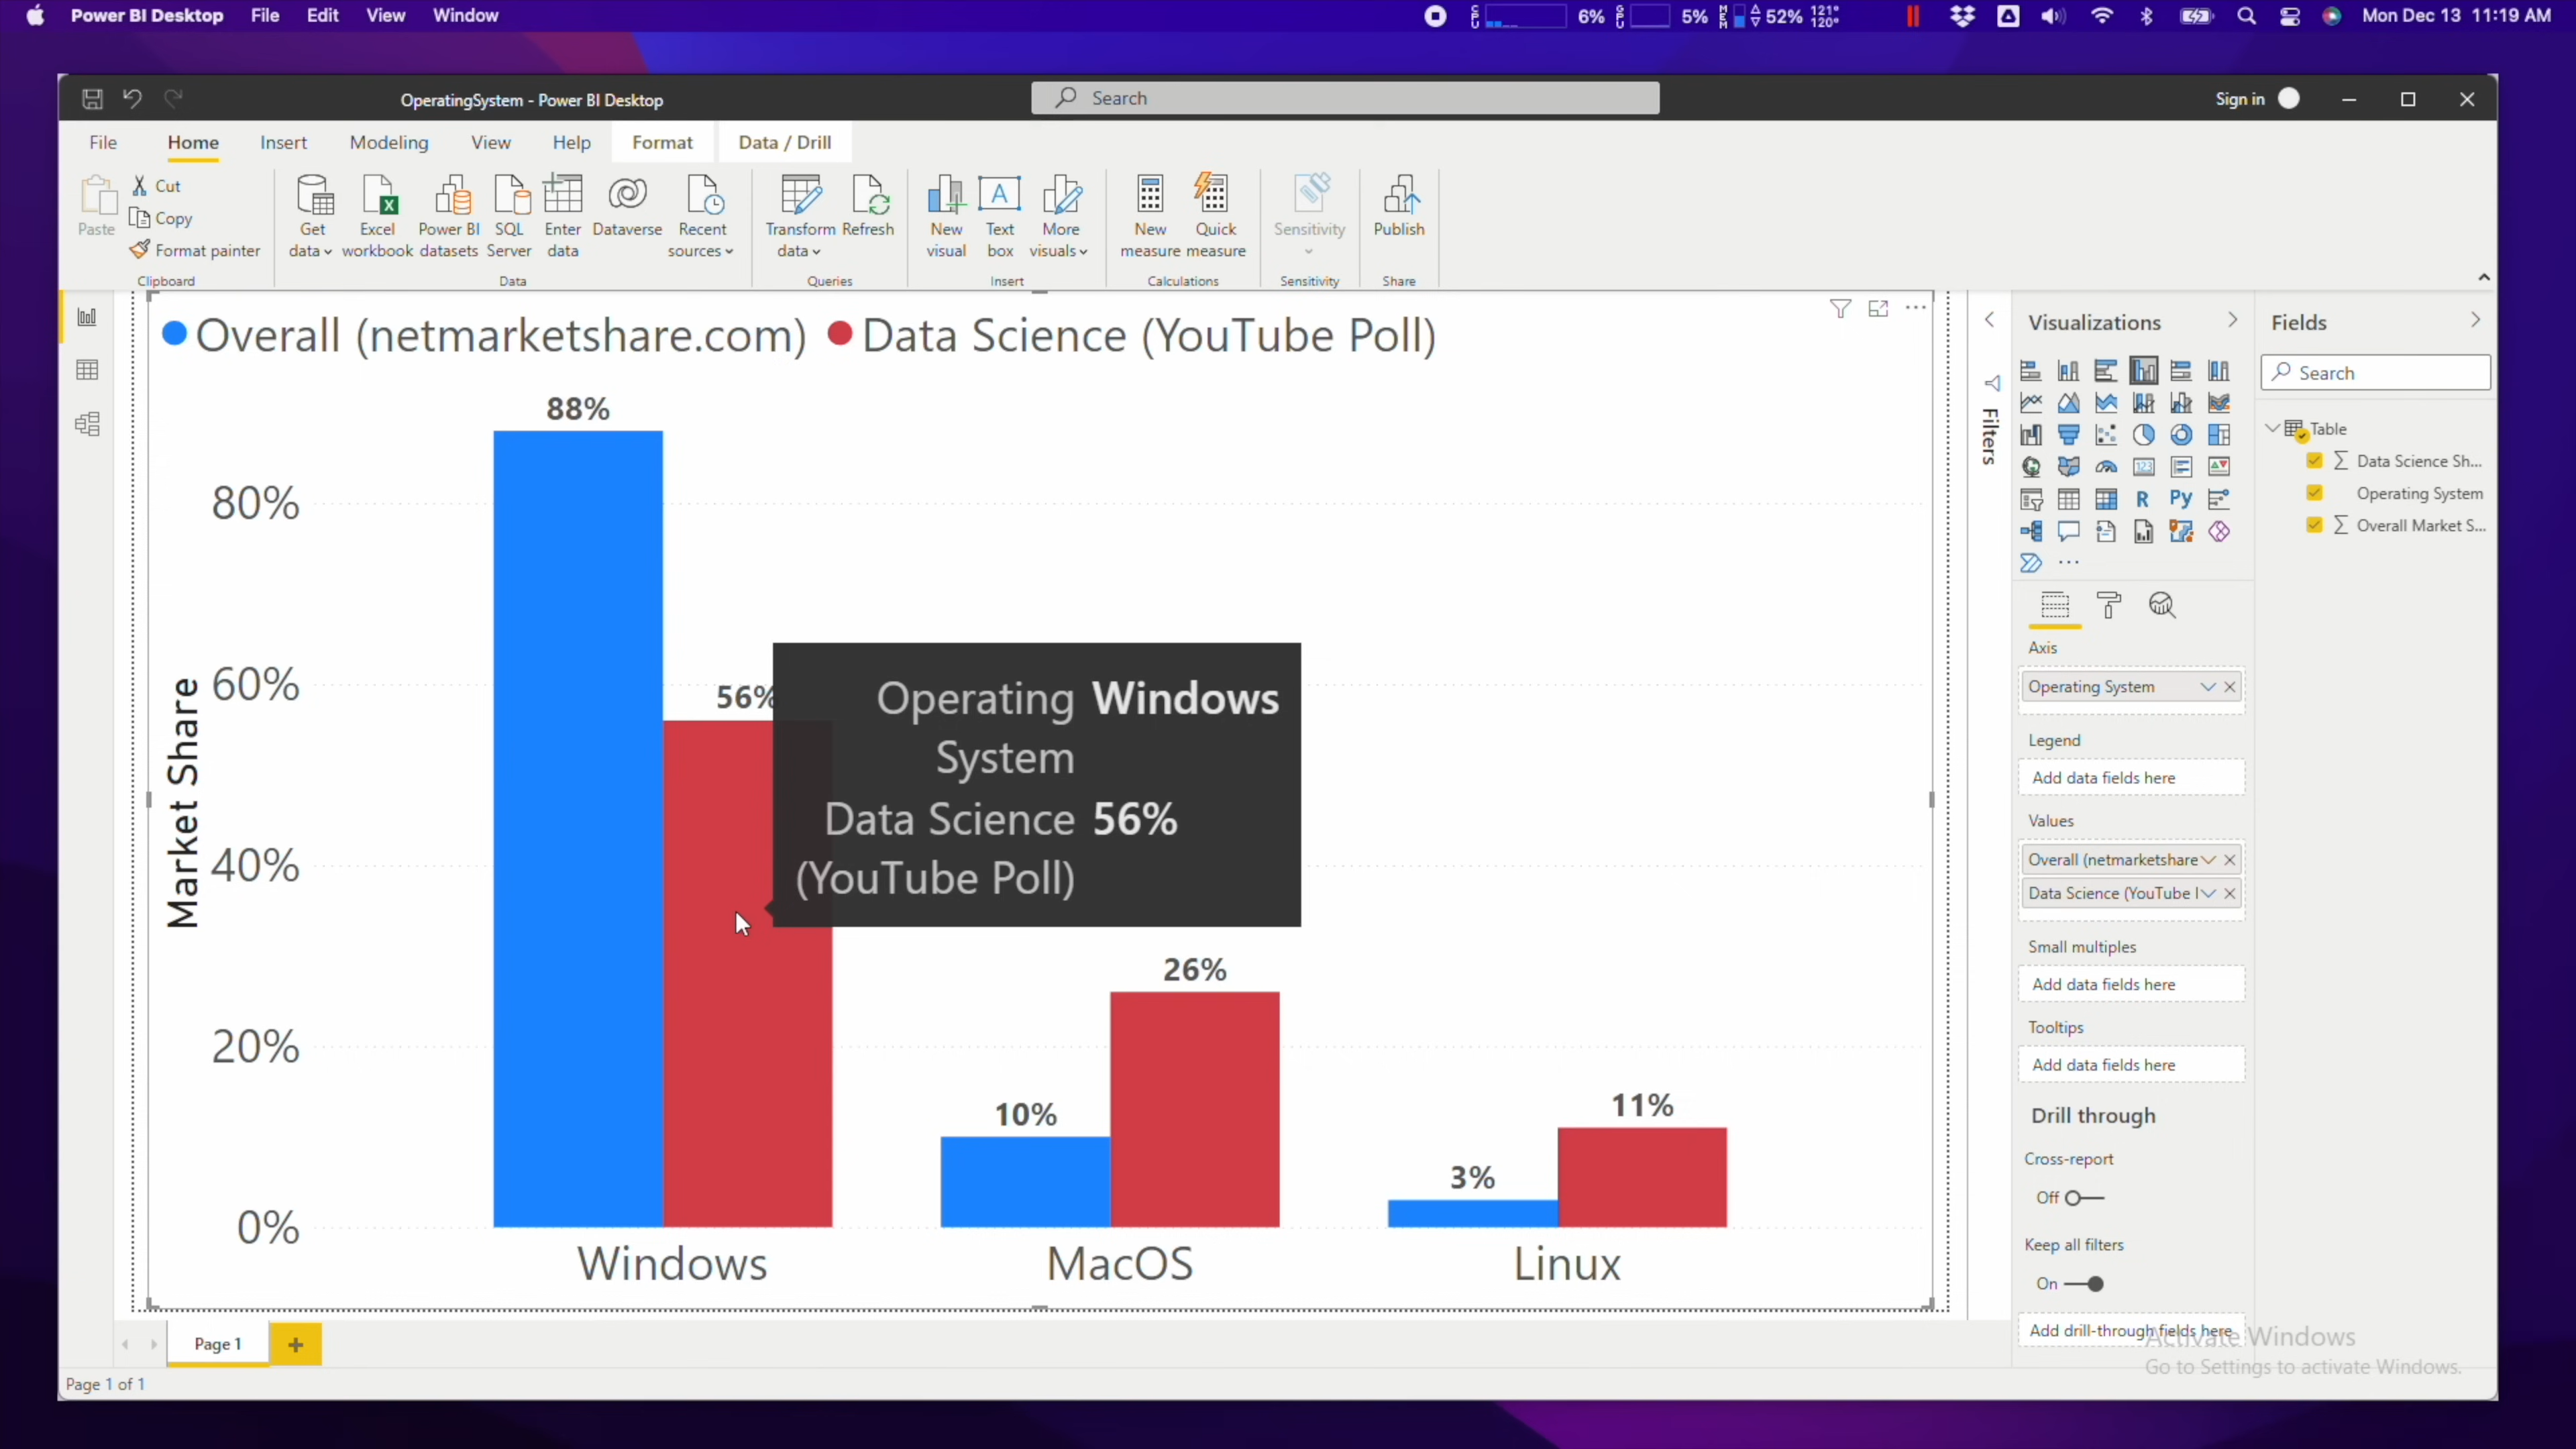 Power BI Desktop File Edit View Window
CPU 6% GPU 5% MEM 52% 121° 120° Mon Dec 13 11:19 AM
OperatingSystem - Power BI Desktop
Search
Sign in
File Home Insert Modeling View Help Format Data / Drill
Paste
Cut
Copy
Format painter
Clipboard
Get data
Excel workbook
Power BI datasets
SQL Server
Enter data
Dataverse
Recent sources
Data
Transform data
Refresh
Queries
New visual
Text box
More visuals
Insert
New measure
Quick measure
Calculations
Sensitivity
Sensitivity
Publish
Share
Overall (netmarketshare.com) Data Science (YouTube Poll)
Market Share
80%
60%
40%
20%
0%
88%
56%
10%
26%
3%
11%
Windows
MacOS
Linux
Operating Windows
System
Data Science 56%
(YouTube Poll)
Filters
Visualizations
123
R
Py
Axis
Operating System
Legend
Add data fields here
Values
Overall (netmarketshare
Data Science (YouTube
Small multiples
Add data fields here
Tooltips
Add data fields here
Drill through
Cross-report
Off
Keep all filters
On
Add drill-through fields here
Fields
Search
Table
Data Science Sh...
Operating System
Overall Market S...
Activate Windows
Go to Settings to activate Windows.
Page 1
Page 1 of 1